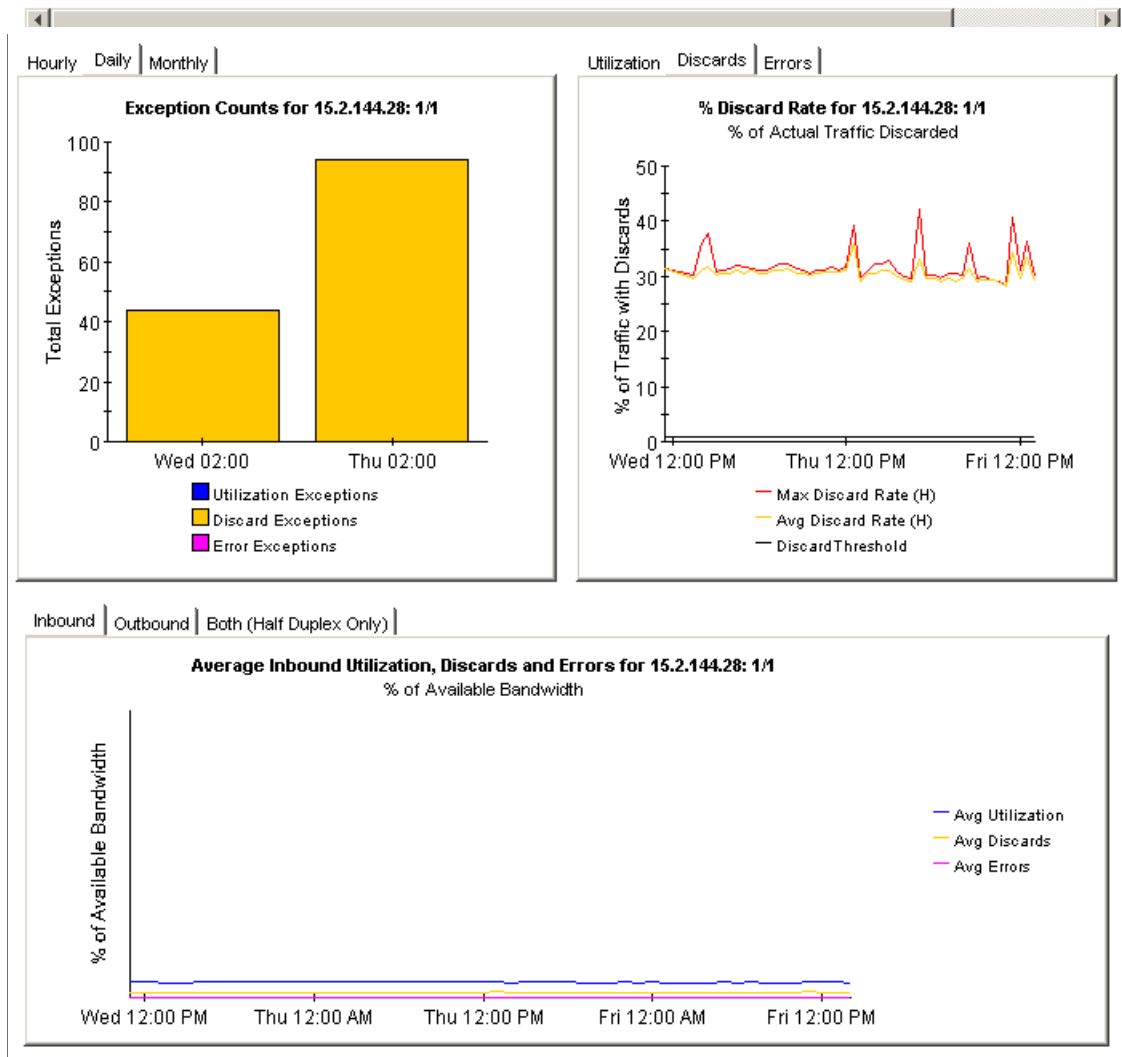 Hourly Daily Monthly
Exception Counts for 15.2.144.28: 1/1
Total Exceptions
100
80
60
40
20
0
Wed 02:00 Thu 02:00
Utilization Exceptions
Discard Exceptions
Error Exceptions
Utilization Discards Errors
% Discard Rate for 15.2.144.28: 1/1
% of Actual Traffic Discarded
% of Traffic with Discards
50
40
30
20
10
0
Wed 12:00 PM Thu 12:00 PM Fri 12:00 PM
Max Discard Rate (H)
Avg Discard Rate (H)
DiscardThreshold
Inbound Outbound Both (Half Duplex Only)
Average Inbound Utilization, Discards and Errors for 15.2.144.28: 1/1
% of Available Bandwidth
% of Available Bandwidth
Wed 12:00 PM Thu 12:00 AM Thu 12:00 PM Fri 12:00 AM Fri 12:00 PM
Avg Utilization
Avg Discards
Avg Errors